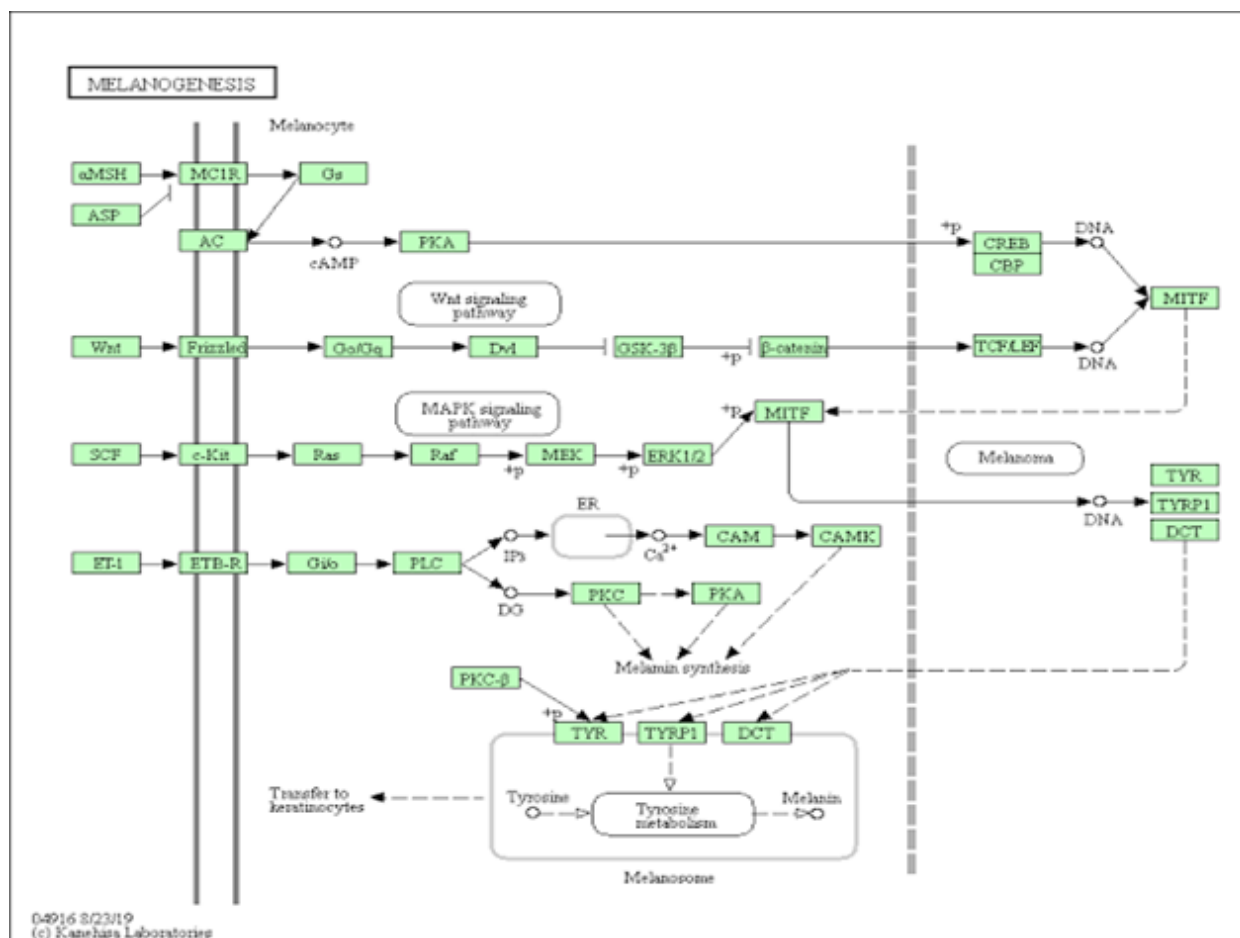 MELANOGENESIS
Melanocyte
αMSH
MC1R
Gs
ASP
AC
cAMP
PKA
+p
CREB
CBP
DNA
MITF
Wnt signaling
pathway
Wnt
Frizzled
Go/Gq
Dvl
GSK-3β
+p
β-catenin
TCF/LEF
DNA
MAPK signaling
pathway
+p
MITF
SCF
c-Kit
Ras
Raf
+p
MEK
+p
ERK1/2
Melanoma
TYR
TYRP1
DCT
DNA
ER
IP3
Ca2+
CAM
CAMK
ET-1
ETB-R
Gi/o
PLC
DG
PKC
PKA
Melamin synthesis
PKC-β
+p
TYR
TYRP1
DCT
Transfer to
keratinocytes
Tyrosine
Tyrosine
metabolism
Melanin
Melanosome
04916 8/23/19
(c) Kanehisa Laboratories